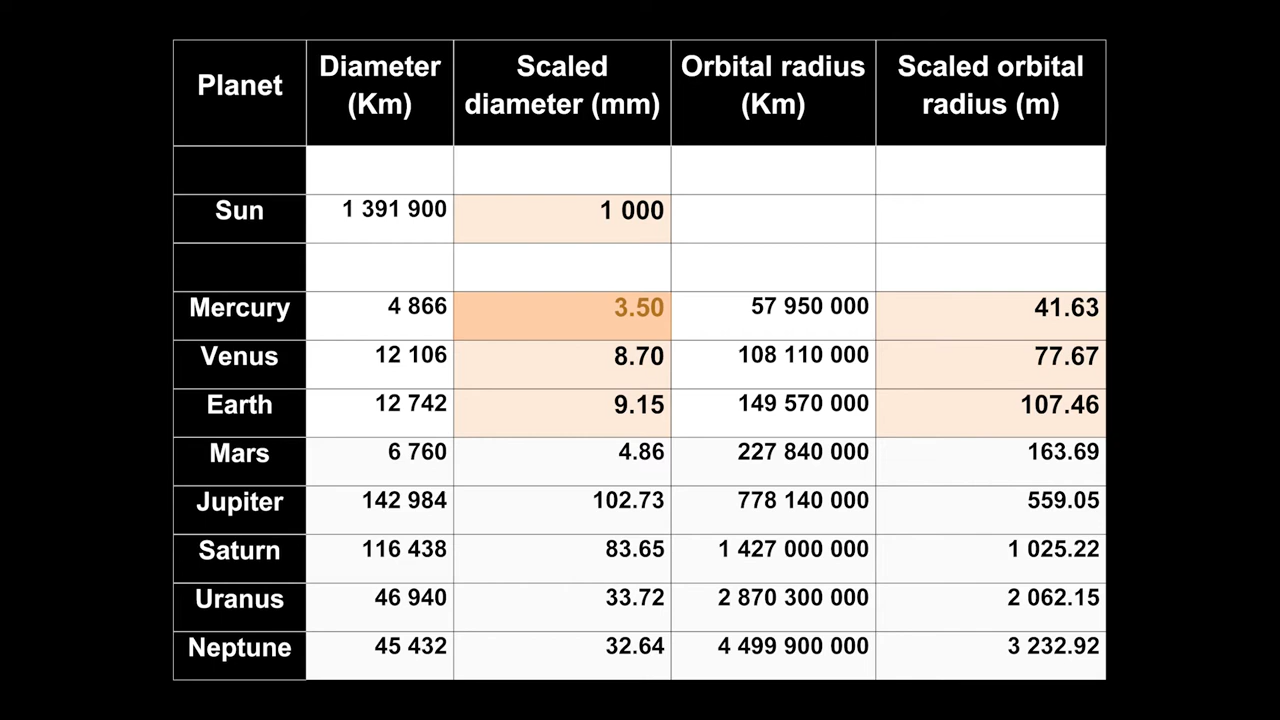 Planet Diameter (Km) Scaled diameter (mm) Orbital radius (Km) Scaled orbital radius (m)
Sun 1 391 900 1 000
Mercury 4 866 3.50 57 950 000 41.63
Venus 12 106 8.70 108 110 000 77.67
Earth 12 742 9.15 149 570 000 107.46
Mars 6 760 4.86 227 840 000 163.69
Jupiter 142 984 102.73 778 140 000 559.05
Saturn 116 438 83.65 1 427 000 000 1 025.22
Uranus 46 940 33.72 2 870 300 000 2 062.15
Neptune 45 432 32.64 4 499 900 000 3 232.92